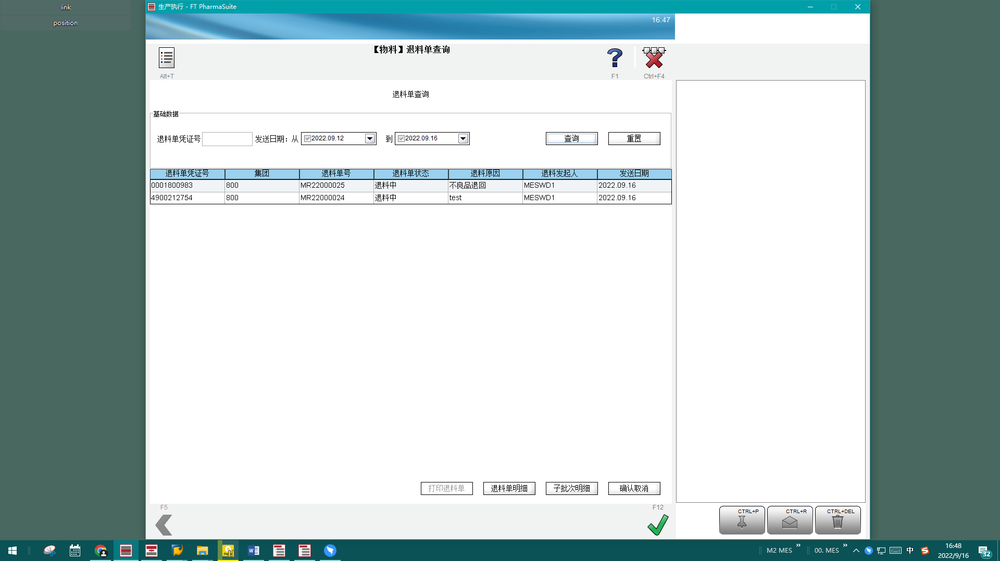 link
position
生产执行 - FT PharmaSuite
16:47
Alt+T
【物料】退料单查询
F1
Ctrl+F4
退料单查询
基础数据
退料单凭证号 发送日期：从 2022.09.12 到 2022.09.16 查询 重置
退料单凭证号 集团 退料单号 退料单状态 退料原因 退料发起人 发送日期
0001800983 800 MR22000025 退料中 不良品退回 MESWD1 2022.09.16
4900212754 800 MR22000024 退料中 test MESWD1 2022.09.16
打印退料单 退料单明细 子批次明细 确认取消
F5
F12
CTRL+P
CTRL+R
CTRL+DEL
M2 MES »
00. MES »
中
16:48
2022/9/16
32